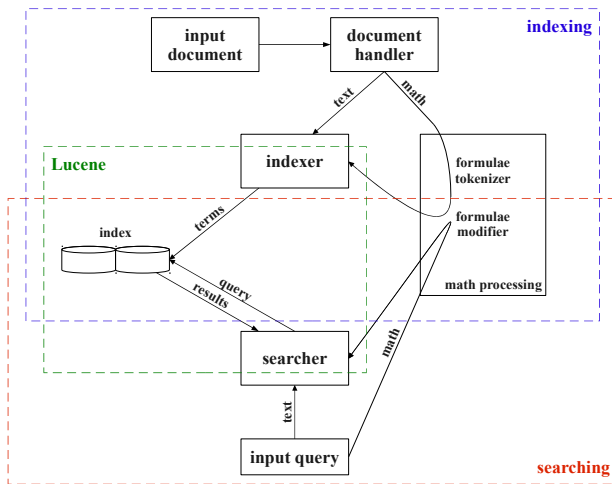 indexing
input
document
document
handler
text
math
Lucene
indexer
formulae
tokenizer
index
terms
formulae
modifier
math processing
query
results
searcher
math
text
input query
searching